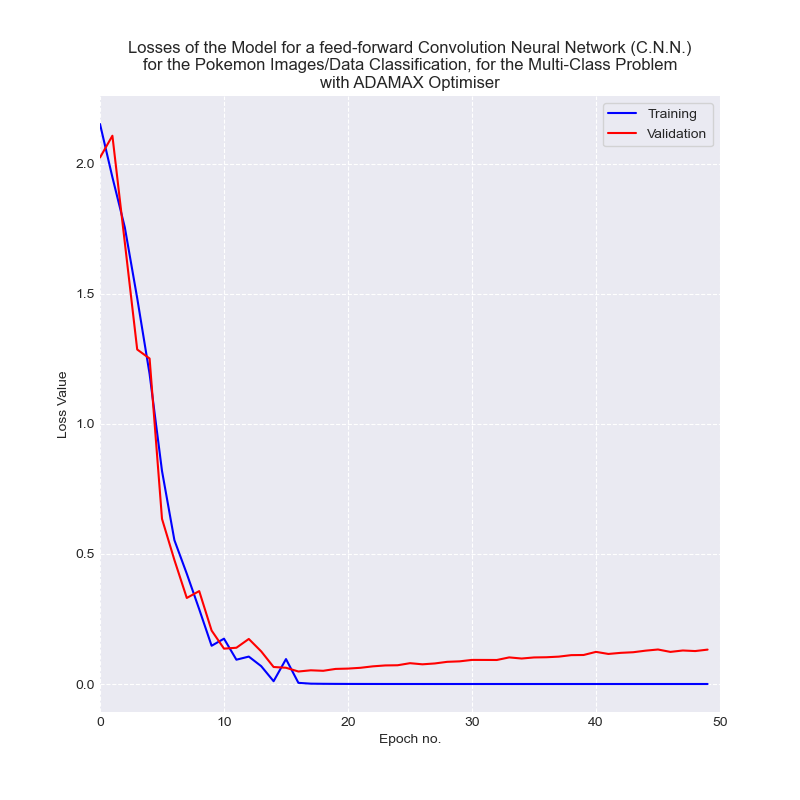 Losses of the Model for a feed-forward Convolution Neural Network (C.N.N.)
for the Pokemon Images/Data Classification, for the Multi-Class Problem
with ADAMAX Optimiser
Training
Validation
2.0
1.5
1.0
0.5
0.0
Loss Value
0 10 20 30 40 50
Epoch no.